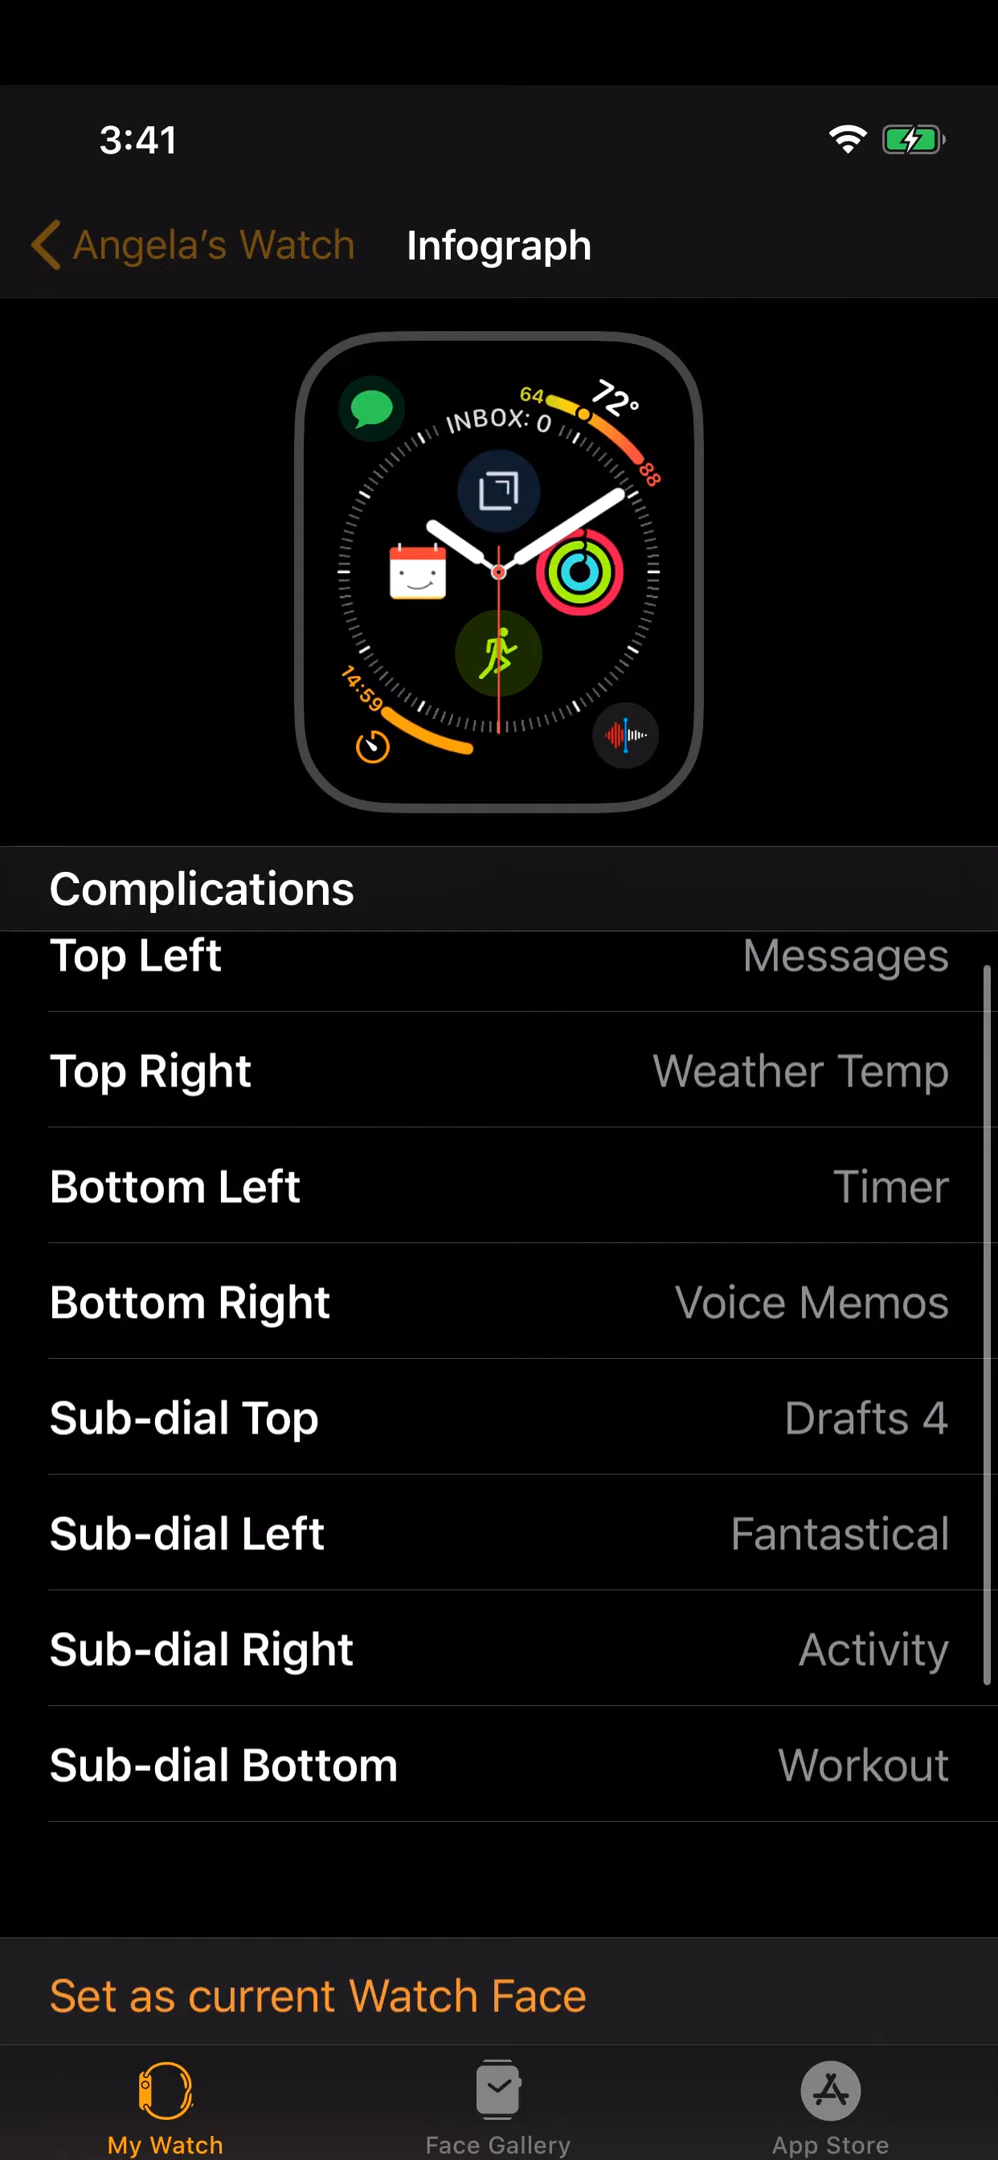 3:41
Angela's Watch
Infograph
64
72°
88
INBOX: 0
14:59
Complications
Top Left
Messages
Top Right
Weather Temp
Bottom Left
Timer
Bottom Right
Voice Memos
Sub-dial Top
Drafts 4
Sub-dial Left
Fantastical
Sub-dial Right
Activity
Sub-dial Bottom
Workout
Set as current Watch Face
My Watch
Face Gallery
App Store